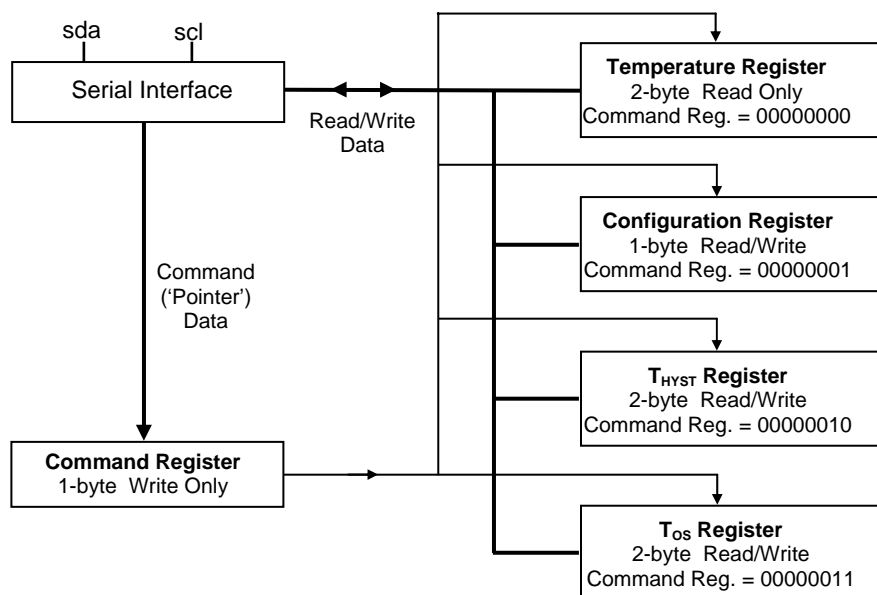 sda
scl
Serial Interface
Read/Write
Data
Command
('Pointer')
Data
Command Register
1-byte Write Only
Temperature Register
2-byte Read Only
Command Reg. = 00000000
Configuration Register
1-byte Read/Write
Command Reg. = 00000001
THYST Register
2-byte Read/Write
Command Reg. = 00000010
TOS Register
2-byte Read/Write
Command Reg. = 00000011